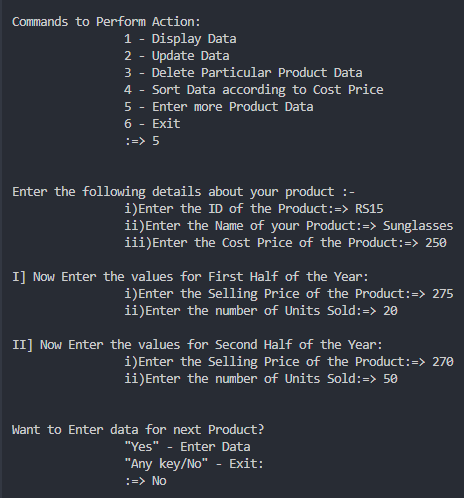 Commands to Perform Action:
1 - Display Data
2 - Update Data
3 - Delete Particular Product Data
4 - Sort Data according to Cost Price
5 - Enter more Product Data
6 - Exit
:=> 5
Enter the following details about your product :-
i)Enter the ID of the Product:=> RS15
ii)Enter the Name of your Product:=> Sunglasses
iii)Enter the Cost Price of the Product:=> 250
I] Now Enter the values for First Half of the Year:
i)Enter the Selling Price of the Product:=> 275
ii)Enter the number of Units Sold:=> 20
II] Now Enter the values for Second Half of the Year:
i)Enter the Selling Price of the Product:=> 270
ii)Enter the number of Units Sold:=> 50
Want to Enter data for next Product?
"Yes" - Enter Data
"Any key/No" - Exit:
:=> No